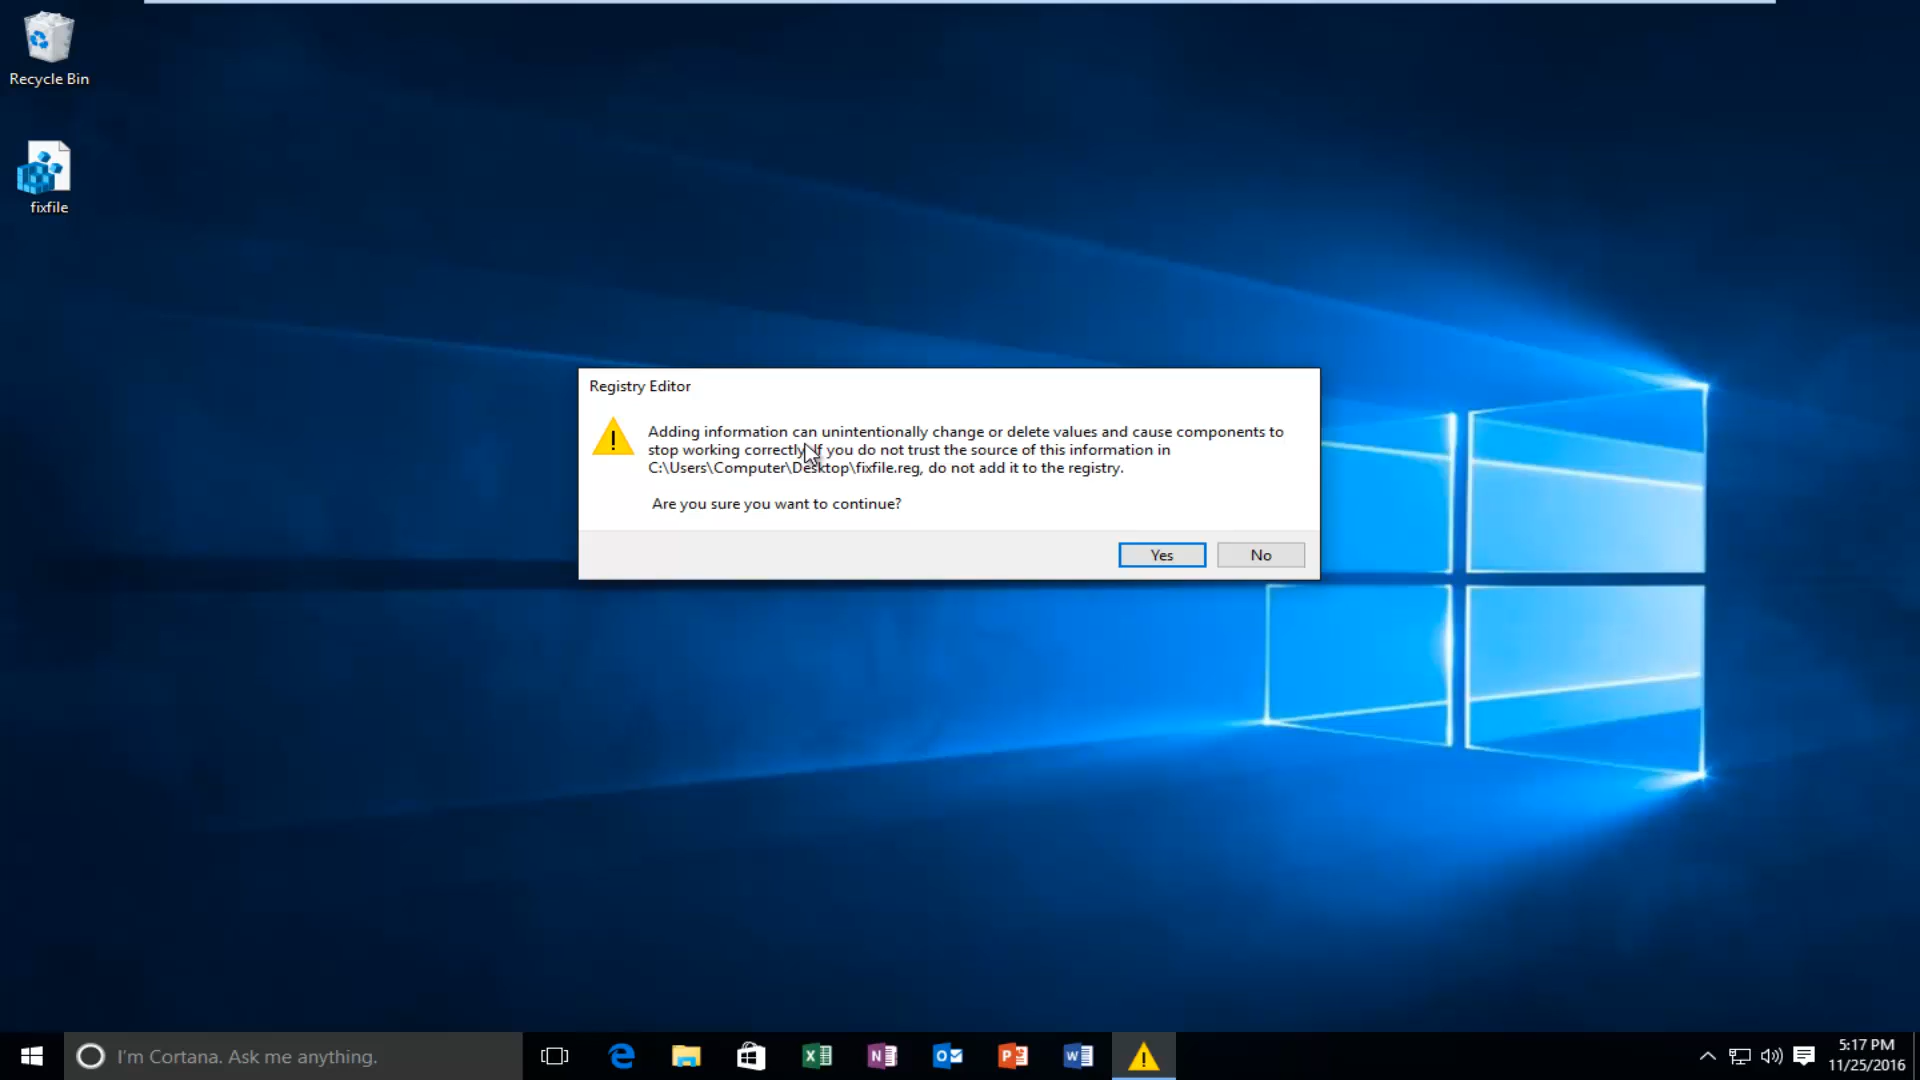 Recycle Bin
fixfile
Registry Editor
Adding information can unintentionally change or delete values and cause components to
stop working correctly. If you do not trust the source of this information in
C:\Users\Computer\Desktop\fixfile.reg, do not add it to the registry.
Are you sure you want to continue?
Yes
No
I'm Cortana. Ask me anything.
5:17 PM
11/25/2016